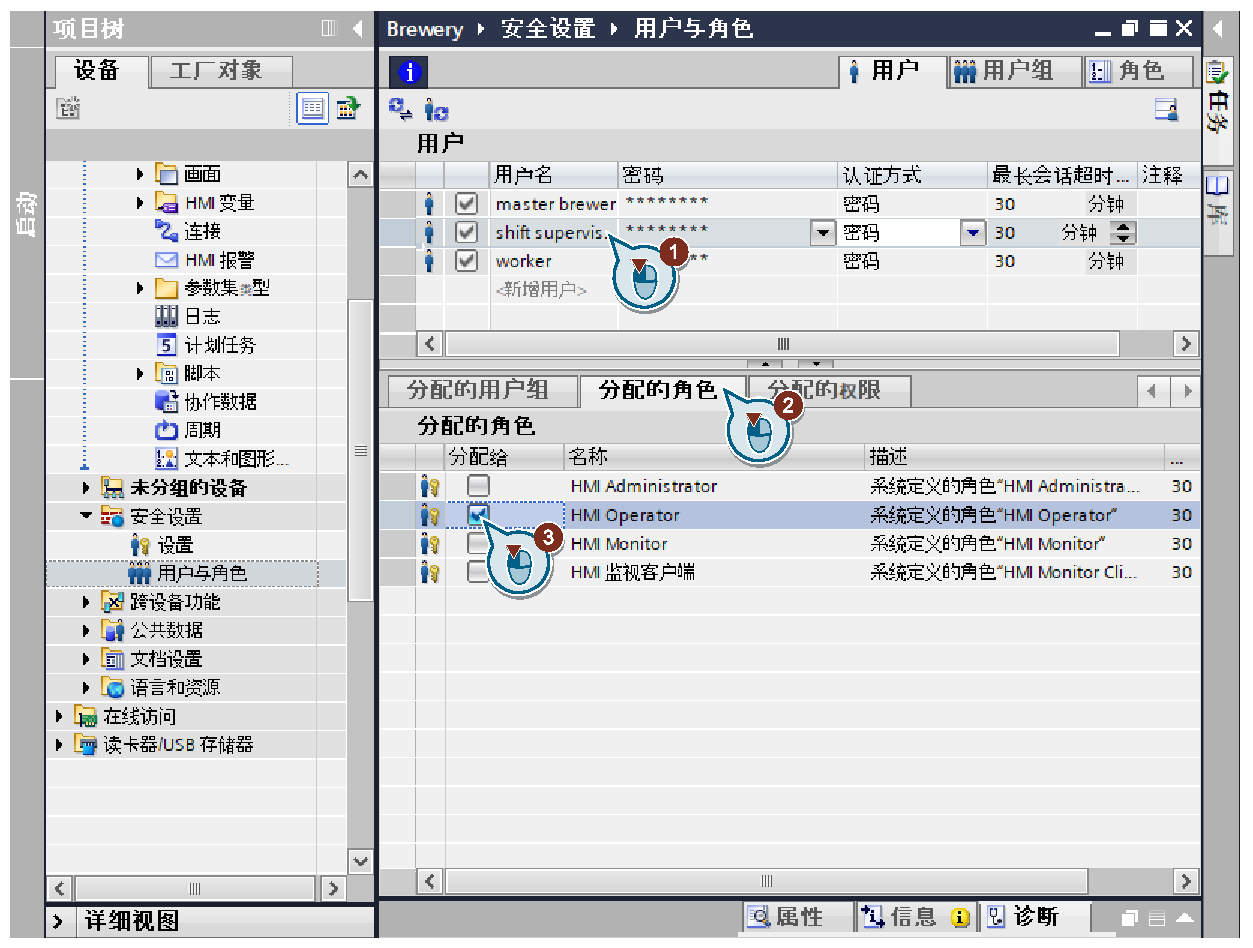 项目树
Brewery 安全设置 用户与角色
设备
工厂对象
用户
用户组
角色
任务
库
启动
用户
用户名 密码 认证方式 最长会话超时... 注释
master brewer ******** 密码 30 分钟
shift supervis... ******** 密码 30 分钟
worker ** 密码 30 分钟
<新增用户>
1
画面
HMI 变量
连接
HMI 报警
参数集类型
日志
计划任务
脚本
协作数据
周期
文本和图形...
未分组的设备
安全设置
设置
用户与角色
跨设备功能
公共数据
文档设置
语言和资源
在线访问
读卡器/USB 存储器
详细视图
分配的用户组
分配的角色
分配的权限
2
分配的角色
分配给 名称 描述 ...
HMI Administrator 系统定义的角色"HMI Administra... 30
HMI Operator 系统定义的角色"HMI Operator" 30
3
HMI Monitor 系统定义的角色"HMI Monitor" 30
HMI 监视客户端 系统定义的角色"HMI Monitor Cli... 30
属性
信息
诊断